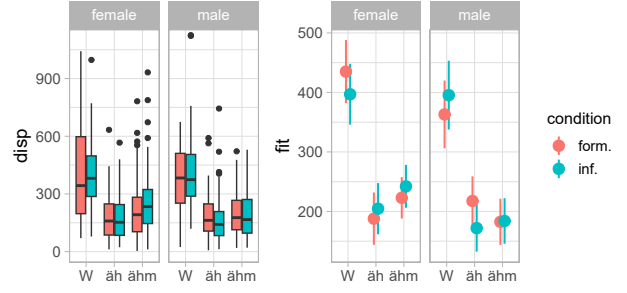 female male
disp
900
600
300
0
W äh ähm W äh ähm
female male
fit
500
400
300
200
W äh ähm W äh ähm
condition
form.
inf.